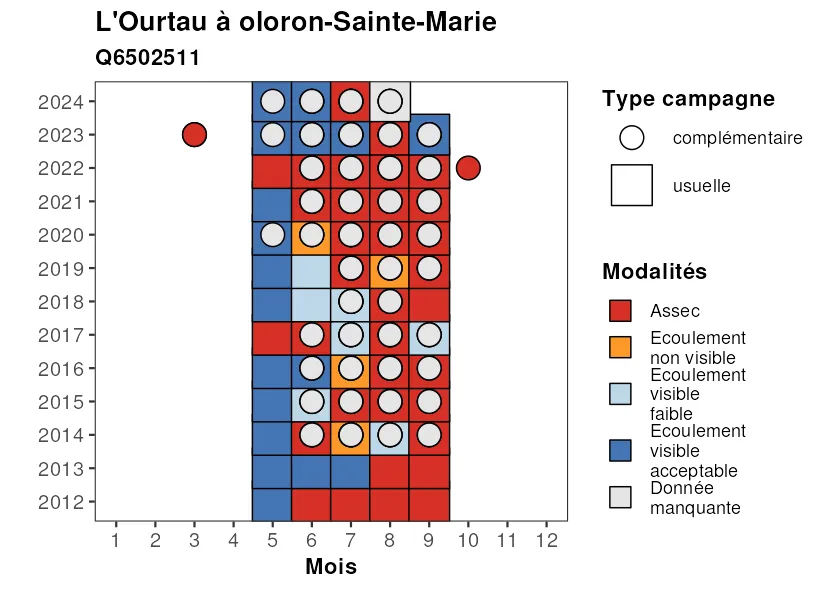 L'Ourtau à oloron-Sainte-Marie
Q6502511
2024
2023
2022
2021
2020
2019
2018
2017
2016
2015
2014
2013
2012
1 2 3 4 5 6 7 8 9 10 11 12
Mois
Type campagne
complémentaire
usuelle
Modalités
Assec
Ecoulement
non visible
Ecoulement
visible
faible
Ecoulement
visible
acceptable
Donnée
manquante